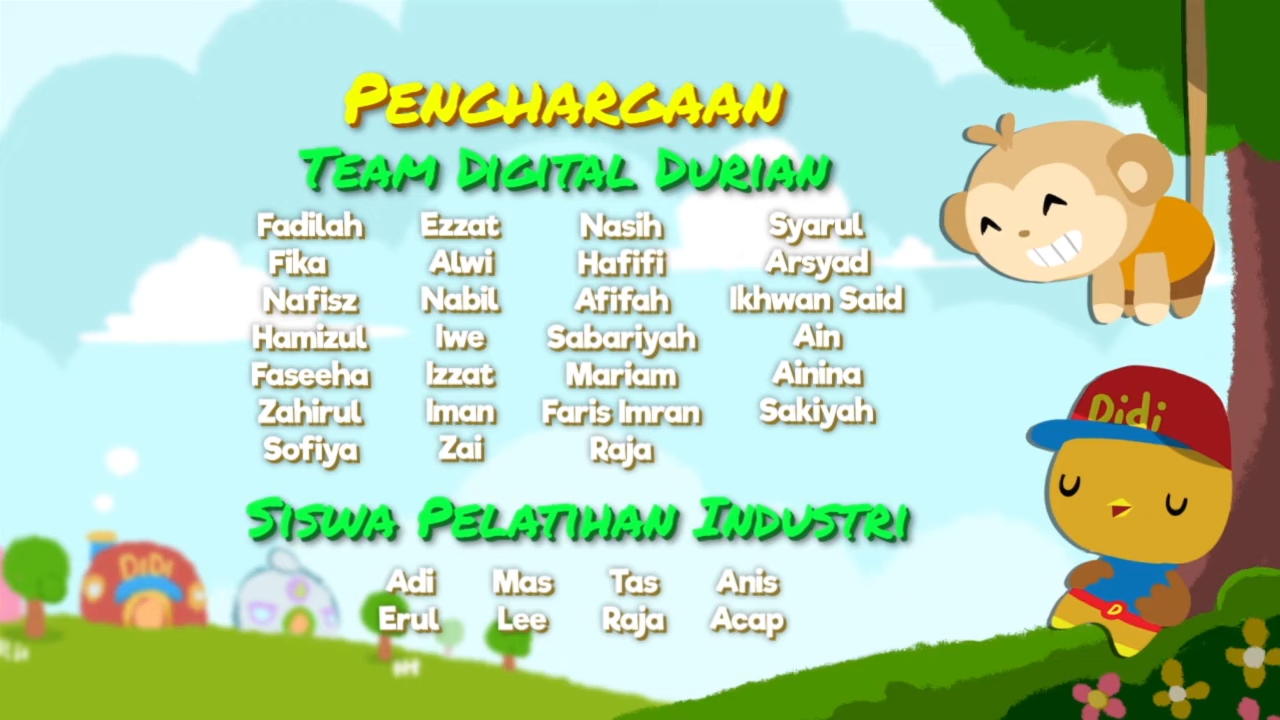 Penghargaan
Team Digital Durian
Fadilah Ezzat Nasih Syarul
Fika Alwi Hafifi Arsyad
Nafisz Nabil Afifah Ikhwan Said
Hamizul Iwe Sabariyah Ain
Faseeha Izzat Mariam Ainina
Zahirul Iman Faris Imran Sakiyah
Sofiya Zai Raja
Siswa Pelatihan Industri
Adi Mas Tas Anis
Erul Lee Raja Acap
Didi
DiDi
D